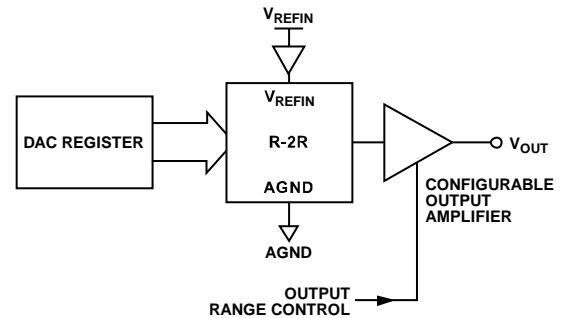 VREFIN
VREFIN
DAC REGISTER
R-2R
VOUT
AGND
CONFIGURABLE
OUTPUT
AMPLIFIER
AGND
OUTPUT
RANGE CONTROL